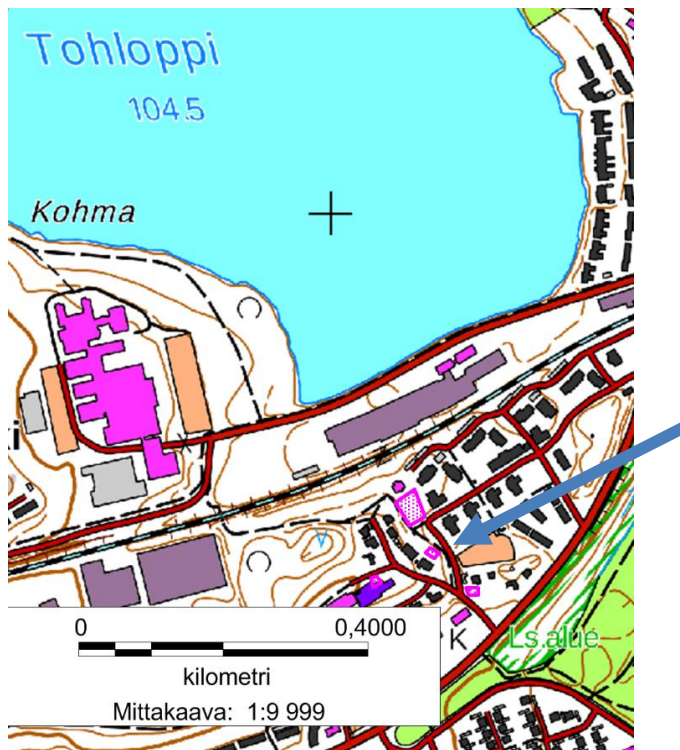 Tohloppi
104.5
Kohma
i
V
K
Ls.alue
0 0,4000
kilometri
Mittakaava: 1:9 999